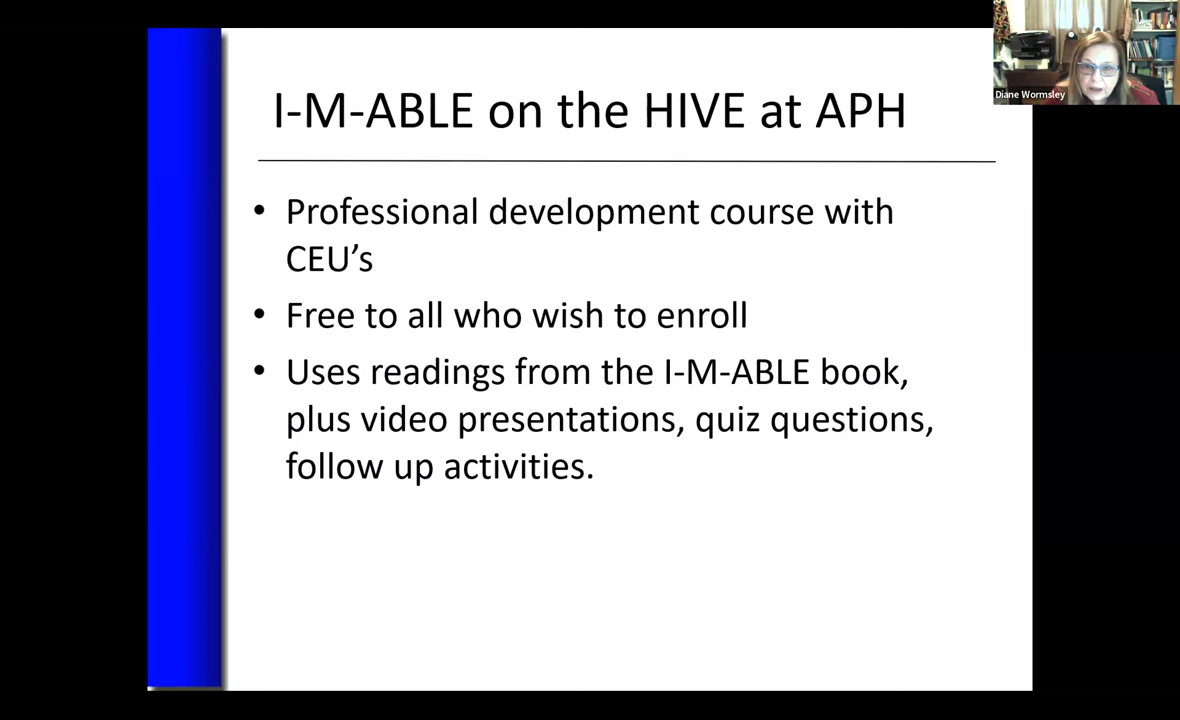 I-M-ABLE on the HIVE at APH
• Professional development course with
CEU’s
• Free to all who wish to enroll
• Uses readings from the I-M-ABLE book,
plus video presentations, quiz questions,
follow up activities.
Diane Wormsley